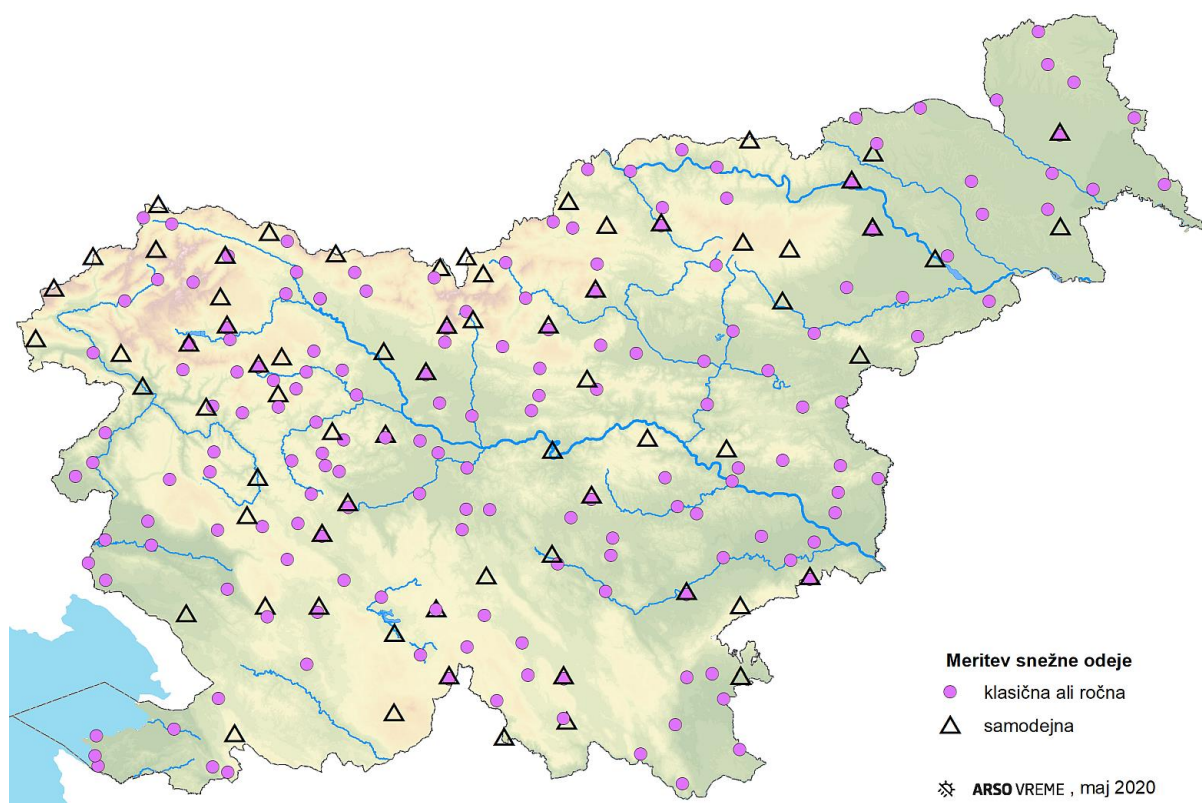 Meritev snežne odeje
klasična ali ročna
samodejna
ARSO VREME , maj 2020